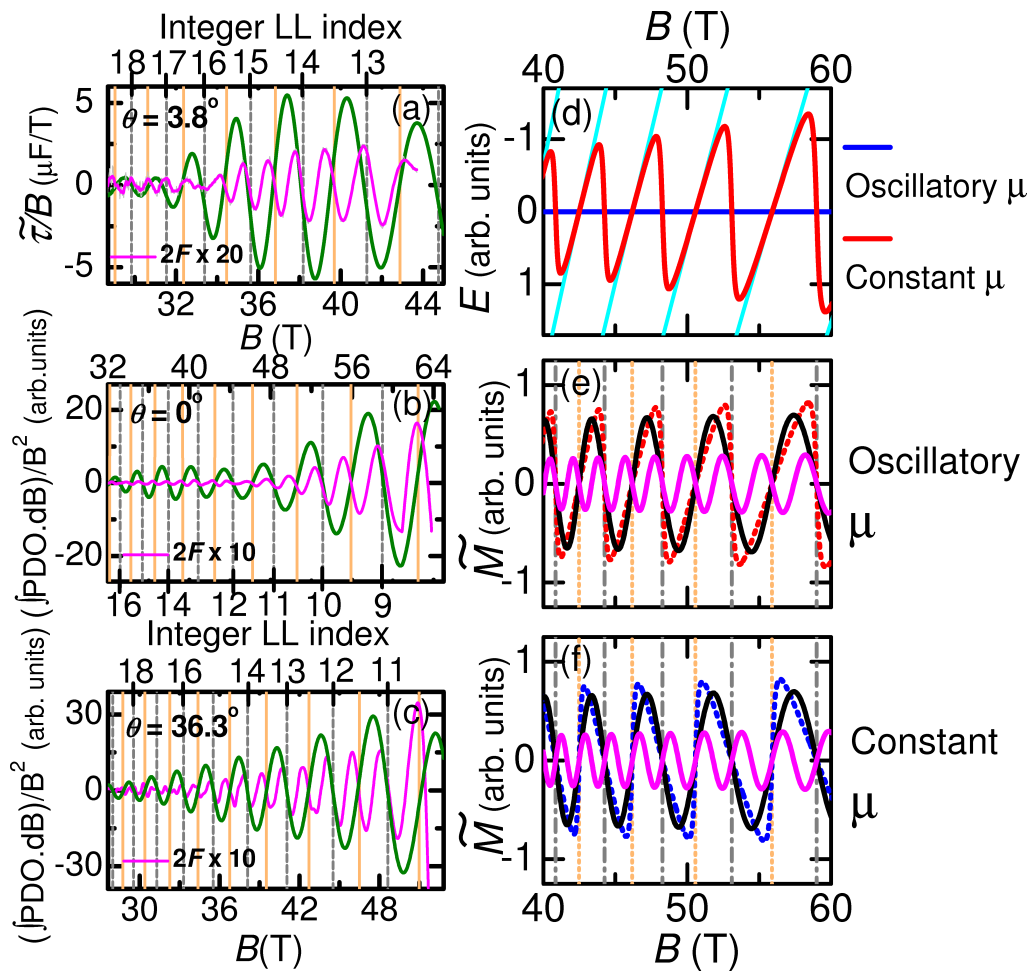 Integer LL index
18 17 16 15 14 13
(a)
θ = 3.8°
5
0
-5
τ̃/B (μF/T)
2F x 20
32 36 40 44
B (T)
32 40 48 56 64
(b)
θ = 0°
20
0
-20
(∫PDO.dB)/B² (arb.units)
2F x 10
16 14 12 11 10 9
Integer LL index
18 16 14 13 12 11
(c)
θ = 36.3°
30
0
-30
(∫PDO.dB)/B² (arb. units)
2F x 10
30 36 42 48
B(T)
B (T)
40 50 60
(d)
-1
0
1
E (arb. units)
Oscillatory μ
Constant μ
(e)
1
0
-1
M̃ (arb. units)
Oscillatory
μ
(f)
1
0
-1
M̃ (arb. units)
Constant
μ
40 50 60
B (T)